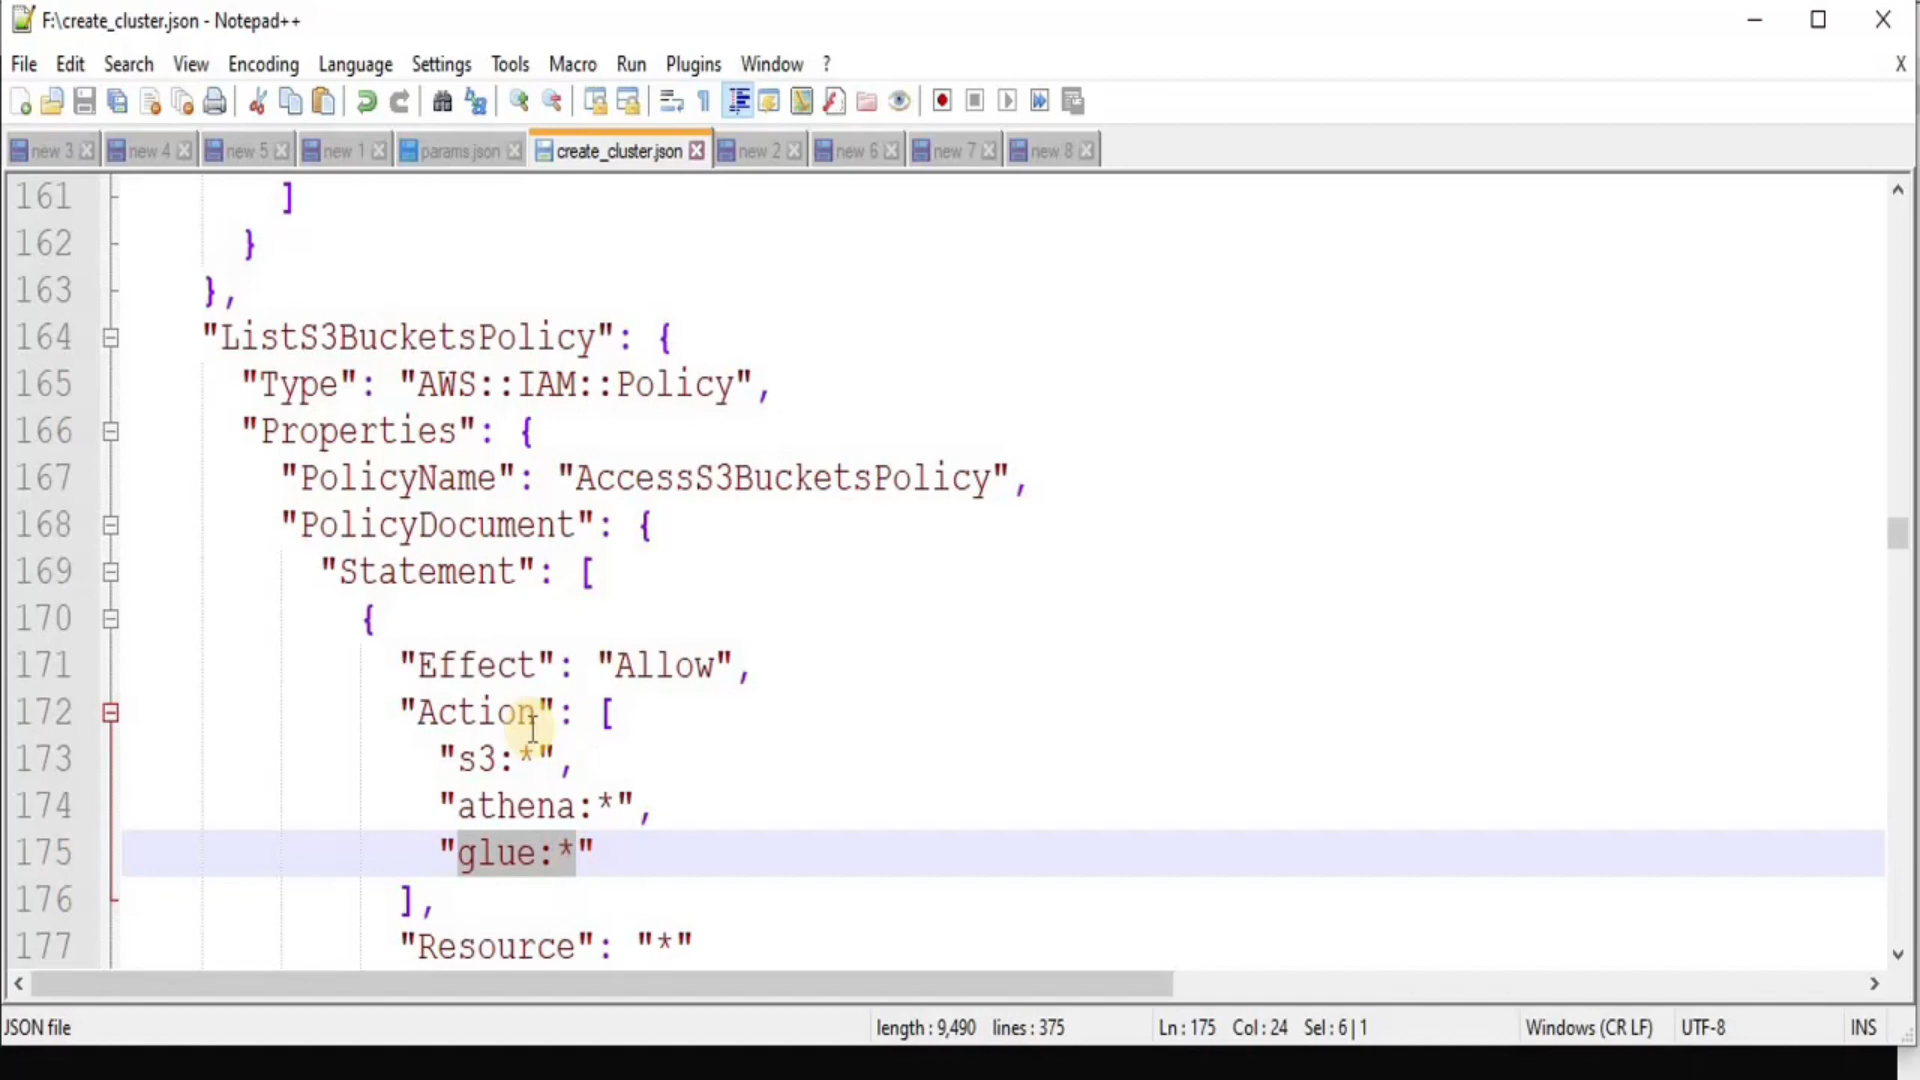 F:\create_cluster.json - Notepad++
File Edit Search View Encoding Language Settings Tools Macro Run Plugins Window ? X
new 3 new 4 new 5 new 1 params.json create_cluster.json new 2 new 6 new 7 new 8
161 ]
162 }
163 },
164 "ListS3BucketsPolicy": {
165 "Type": "AWS::IAM::Policy",
166 "Properties": {
167 "PolicyName": "AccessS3BucketsPolicy",
168 "PolicyDocument": {
169 "Statement": [
170 {
171 "Effect": "Allow",
172 "Action": [
173 "s3:*",
174 "athena:*",
175 "glue:*"
176 ],
177 "Resource": "*"
JSON file length : 9,490 lines : 375 Ln : 175 Col : 24 Sel : 6 | 1 Windows (CR LF) UTF-8 INS